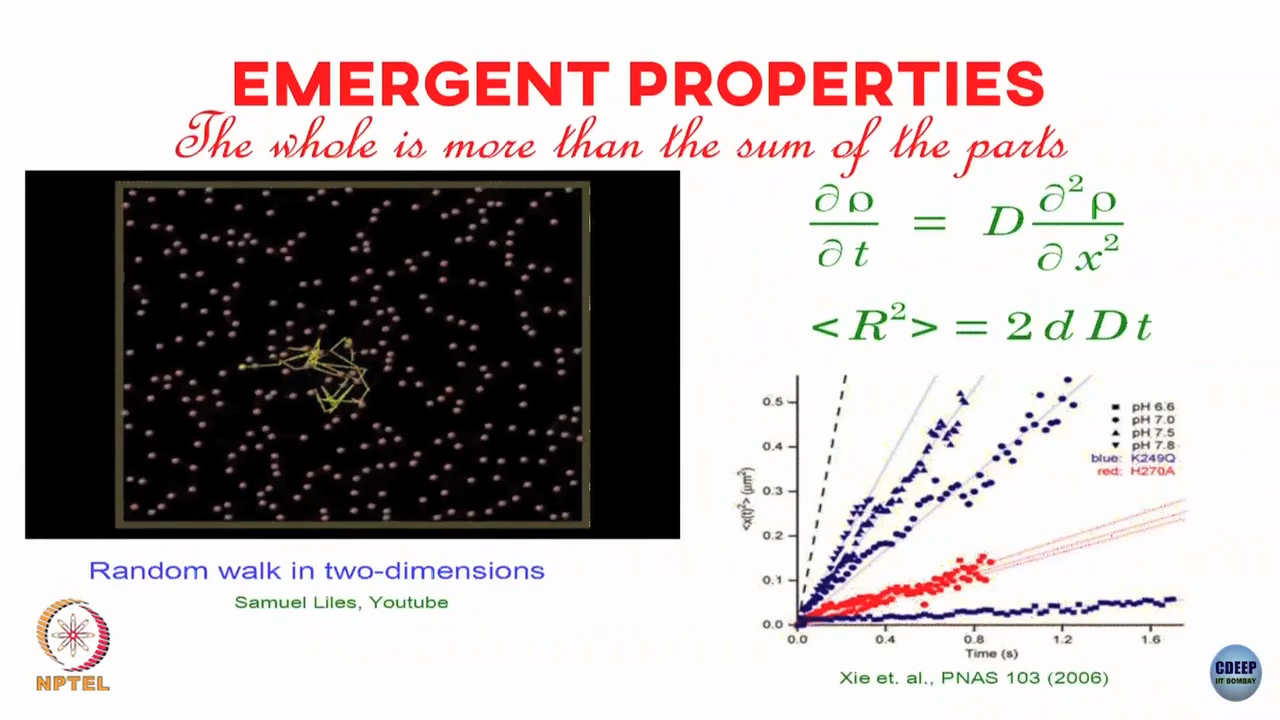 EMERGENT PROPERTIES
The whole is more than the sum of the parts
∂ρ/∂t = D ∂²ρ/∂x²
<R²> = 2 d D t
0.5
0.4
0.3
0.2
0.1
0.0
<x(t)²> (μm²)
pH 6.6
pH 7.0
pH 7.5
pH 7.8
blue: K249Q
red: H270A
0.0 0.4 0.8 1.2 1.6
Time (s)
Random walk in two-dimensions
Samuel Liles, Youtube
Xie et. al., PNAS 103 (2006)
NPTEL
CDEEP
IIT BOMBAY